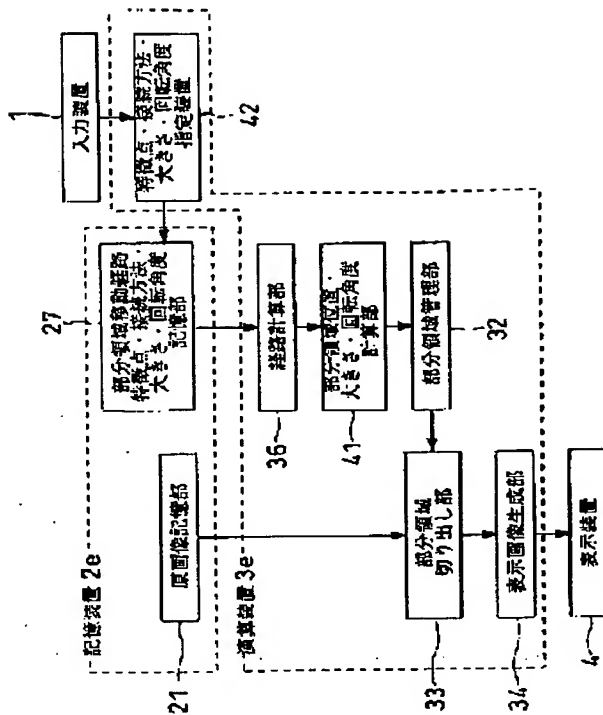 1
入力装置
特徴点・接続方法・
大きさ・回転角度
指定装置
42
記憶装置 2e
27
部分領域移動経路
特徴点・接続方法・
大きさ・回転角度
記憶部
原画像記憶部
21
演算装置 3e
経路計算部
36
部分領域位置・
大きさ・回転角度
計算部
41
部分領域管理部
32
部分領域
切り出し部
33
表示画像生成部
34
表示装置
4